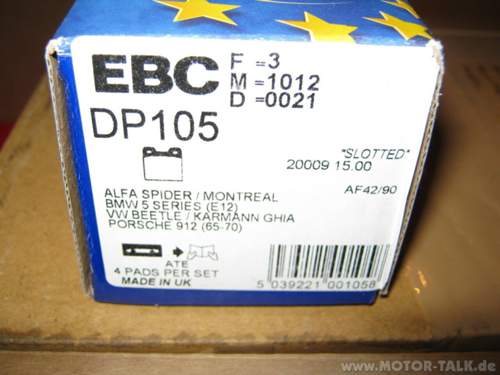 EBC
F =3
M =1012
D =0021
DP105
"SLOTTED"
20009 15.00
AF42/90
ALFA SPIDER / MONTREAL
BMW 5 SERIES (E12)
VW BEETLE / KARMANN GHIA
PORSCHE 912 (65-70)
ATE
4 PADS PER SET
MADE IN UK
5 039221 001058
www.MOTOR-TALK.de